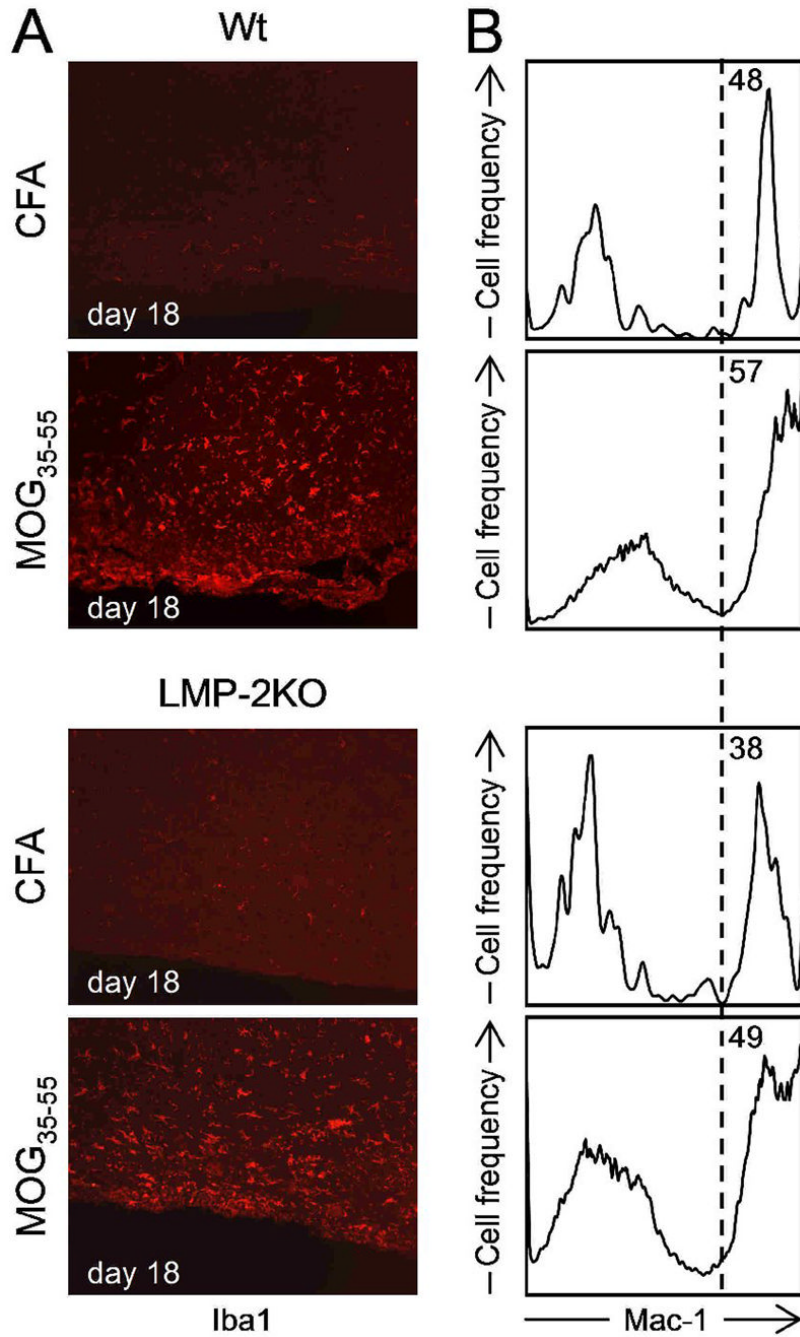 A
B
Wt
CFA
day 18
– Cell frequency →
48
MOG35-55
day 18
– Cell frequency →
57
LMP-2KO
CFA
day 18
– Cell frequency →
38
MOG35-55
day 18
– Cell frequency →
49
Iba1
Mac-1